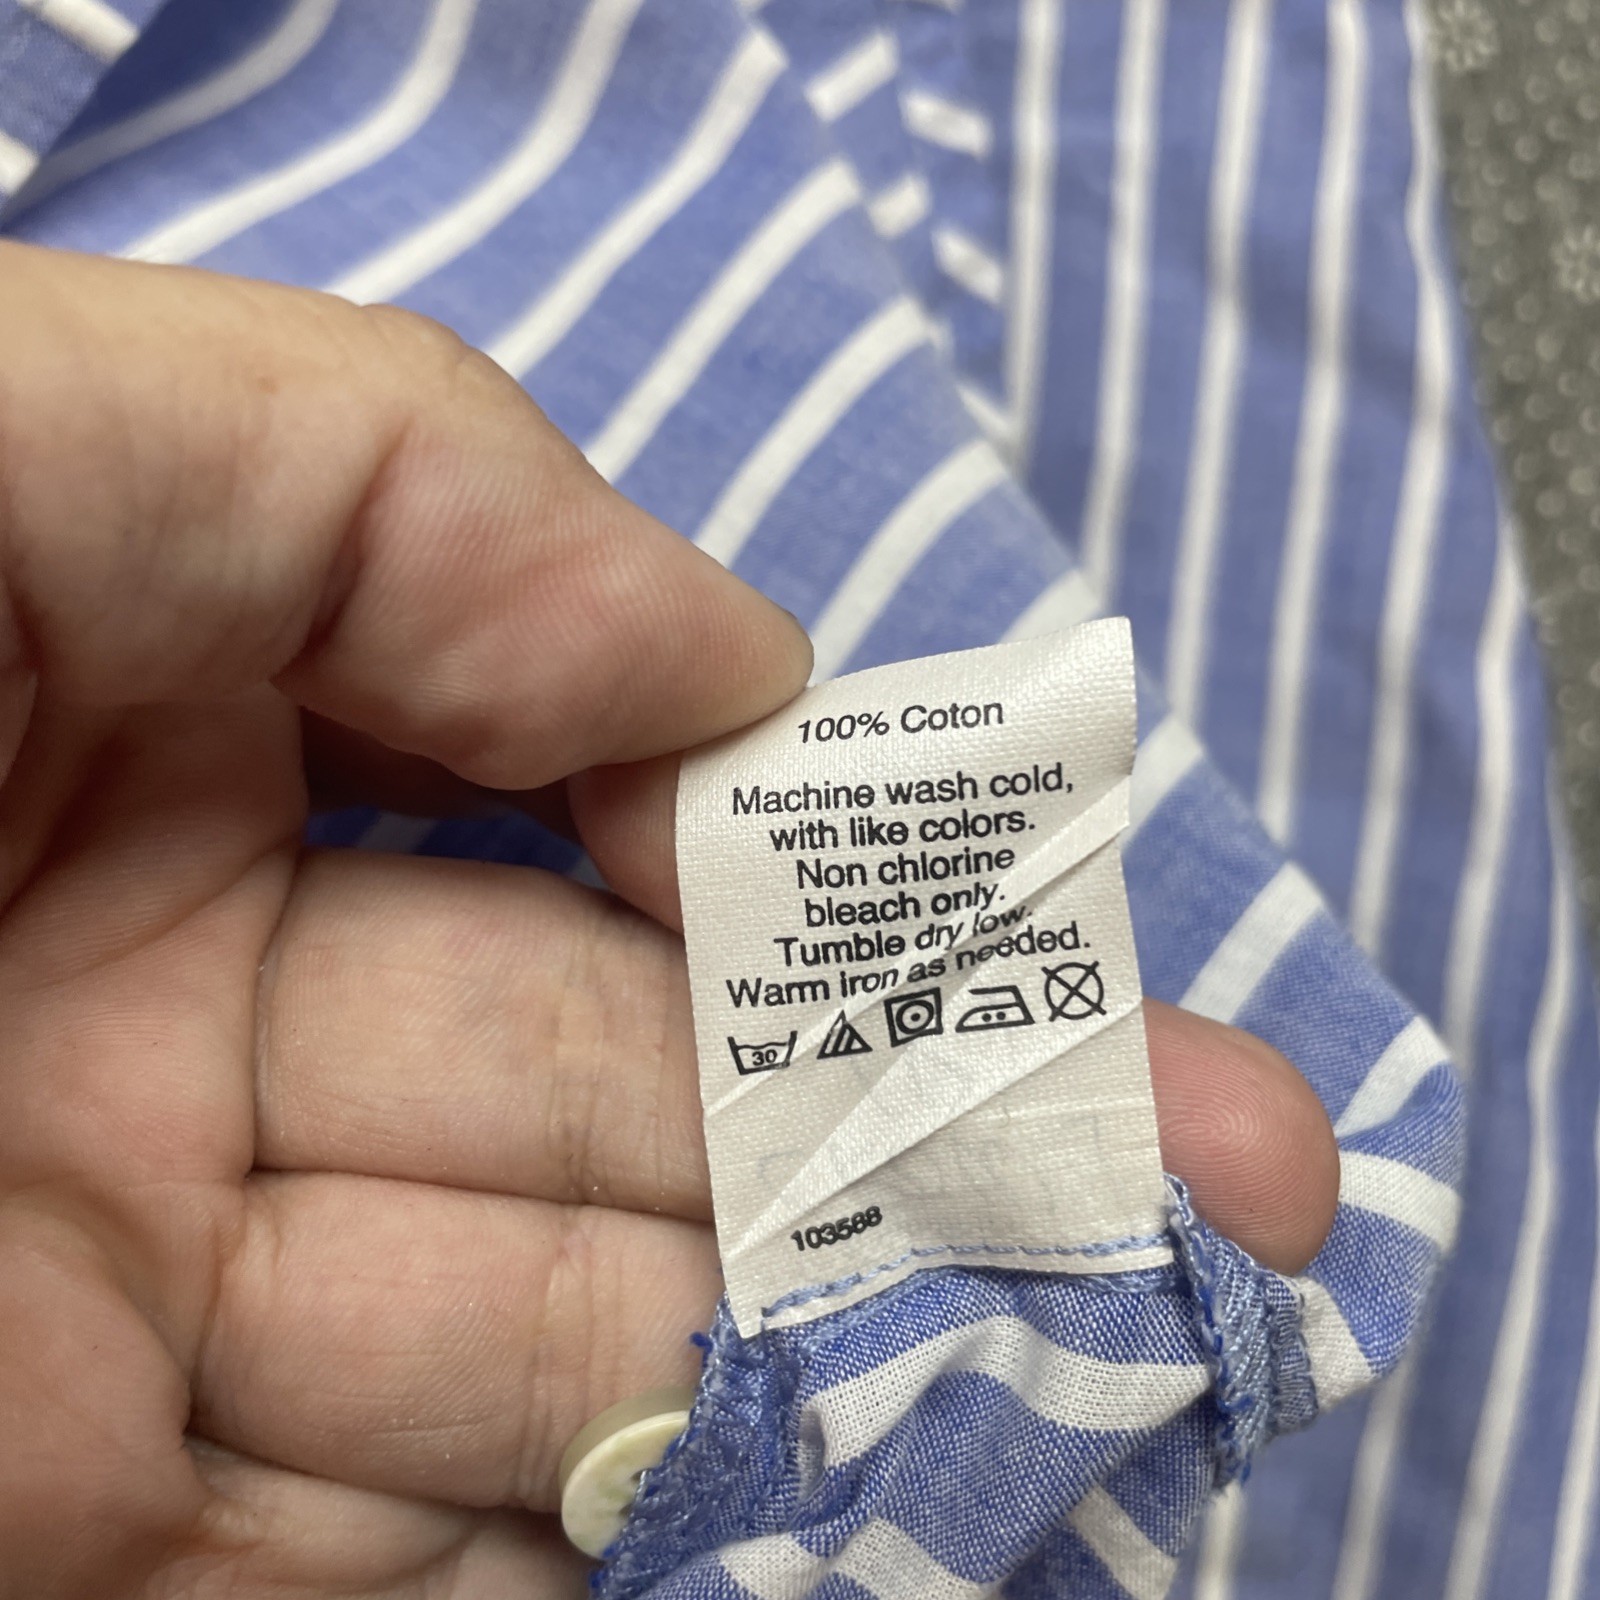 100% Coton
Machine wash cold,
with like colors.
Non chlorine
bleach only.
Tumble dry low.
Warm iron as needed.
30
103588